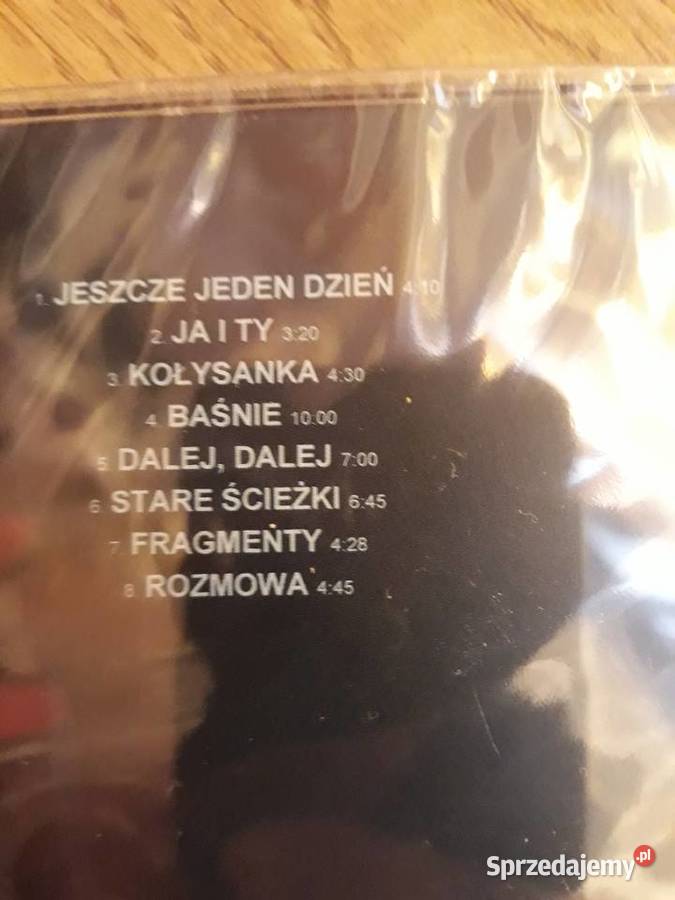 1. JESZCZE JEDEN DZIEŃ 4:10
2. JA I TY 3:20
3. KOŁYSANKA 4:30
4. BAŚNIE 10:00
5. DALEJ, DALEJ 7:00
6. STARE ŚCIEŻKI 6:45
7. FRAGMENTY 4:28
8. ROZMOWA 4:45
Sprzedajemy.pl